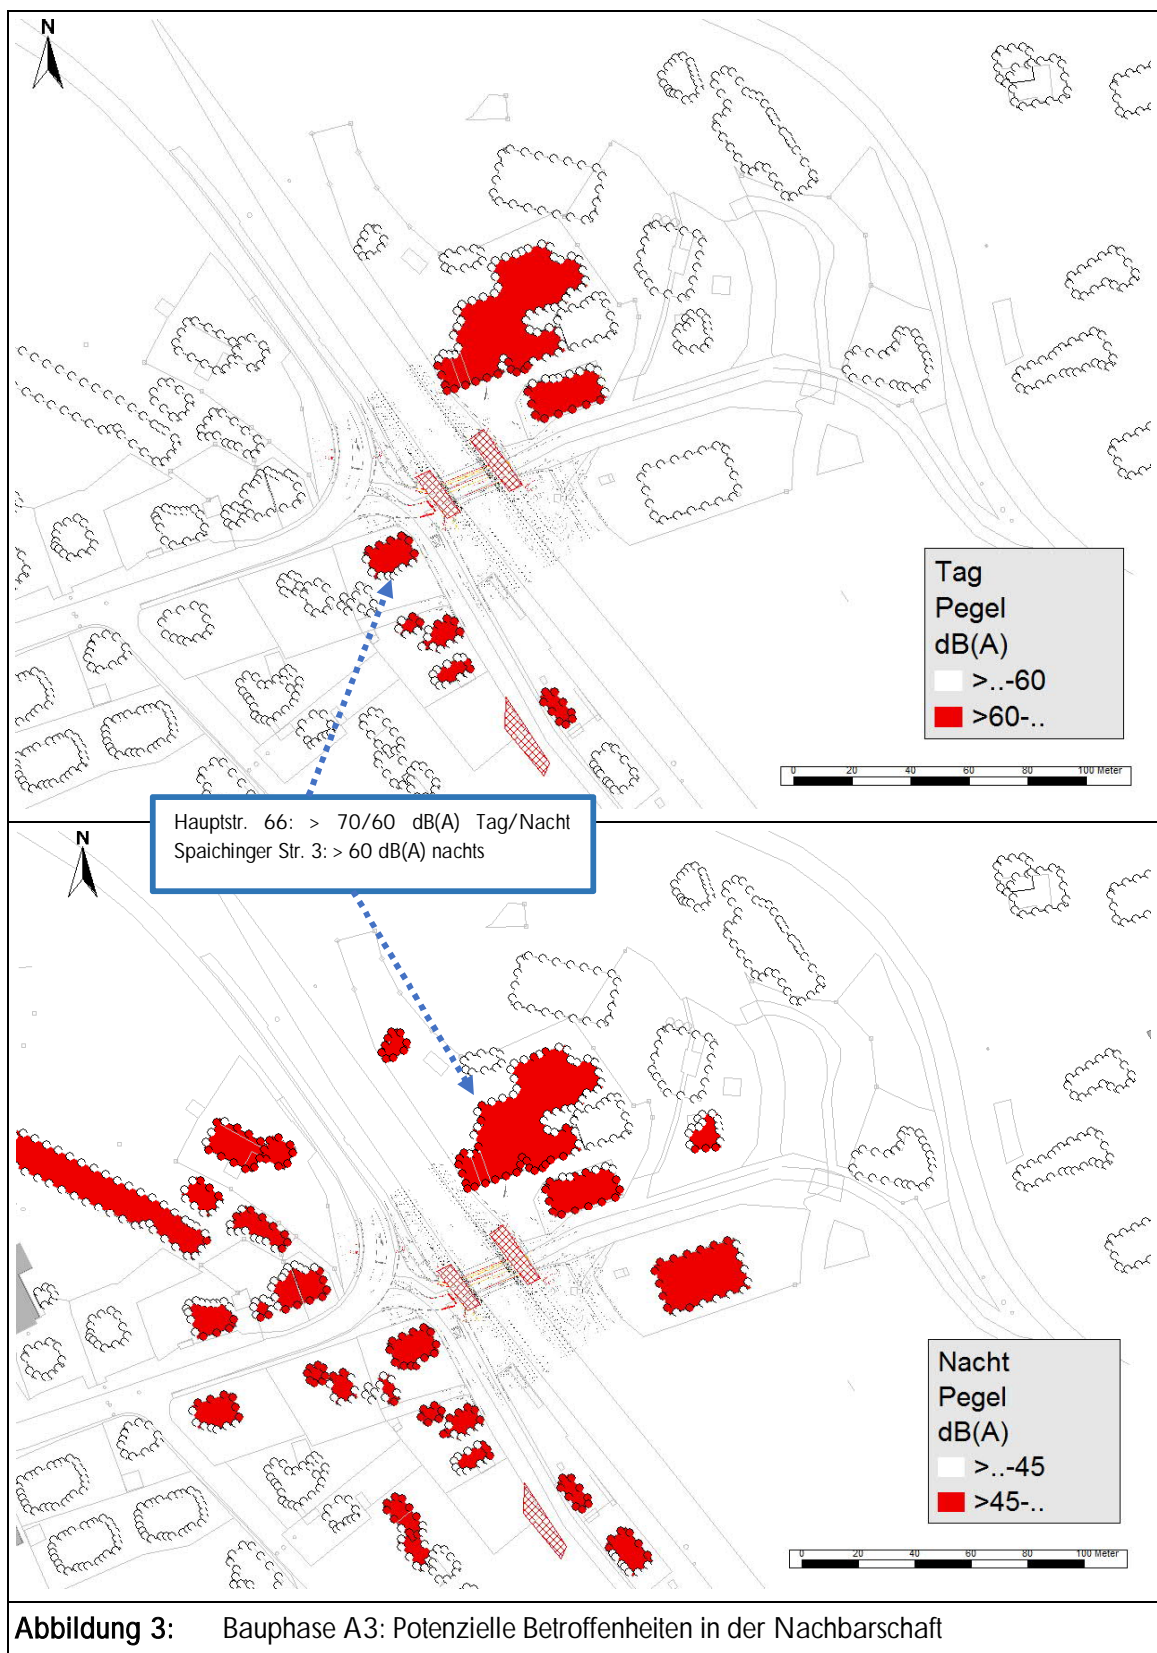 N
Tag
Pegel
dB(A)
>..-60
>60-..
0 20 40 60 80 100 Meter
Hauptstr. 66: > 70/60 dB(A) Tag/Nacht
Spaichinger Str. 3: > 60 dB(A) nachts
N
Nacht
Pegel
dB(A)
>..-45
>45-..
0 20 40 60 80 100 Meter
Abbildung 3: Bauphase A3: Potenzielle Betroffenheiten in der Nachbarschaft